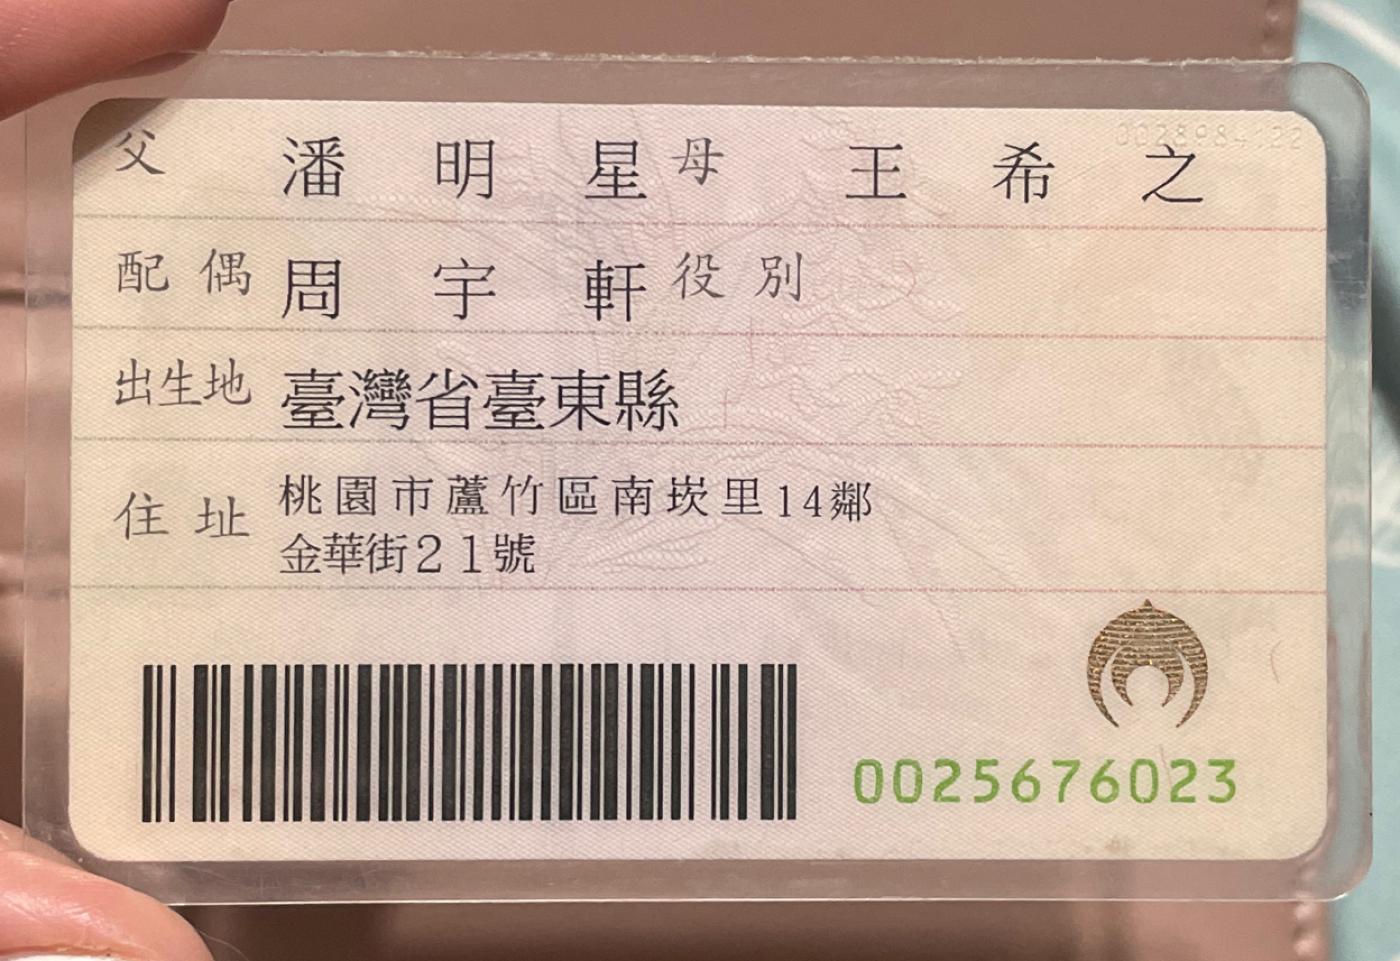 父 潘明星 母 王希之
配偶 周宇軒 役別
出生地 臺灣省臺東縣
住址 桃園市蘆竹區南崁里14鄰
金華街21號
0025676023